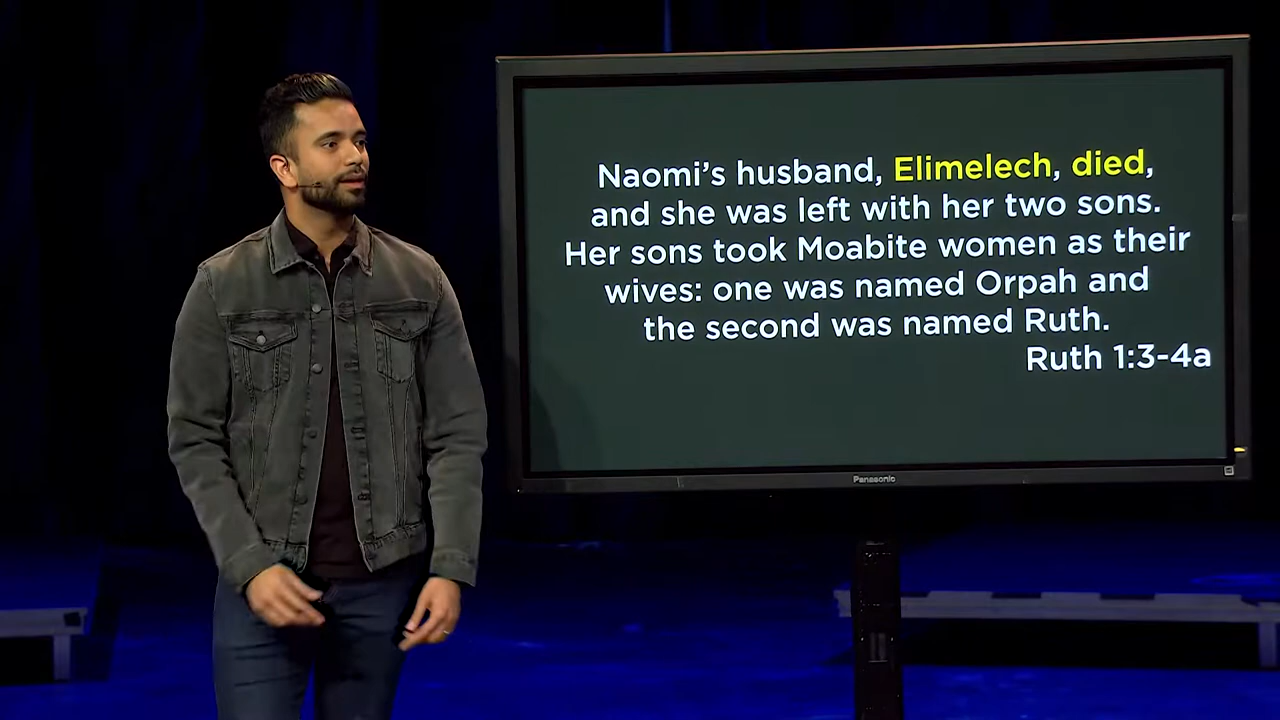 Naomi’s husband, Elimelech, died,
and she was left with her two sons.
Her sons took Moabite women as their
wives: one was named Orpah and
the second was named Ruth.
Ruth 1:3-4a
Panasonic